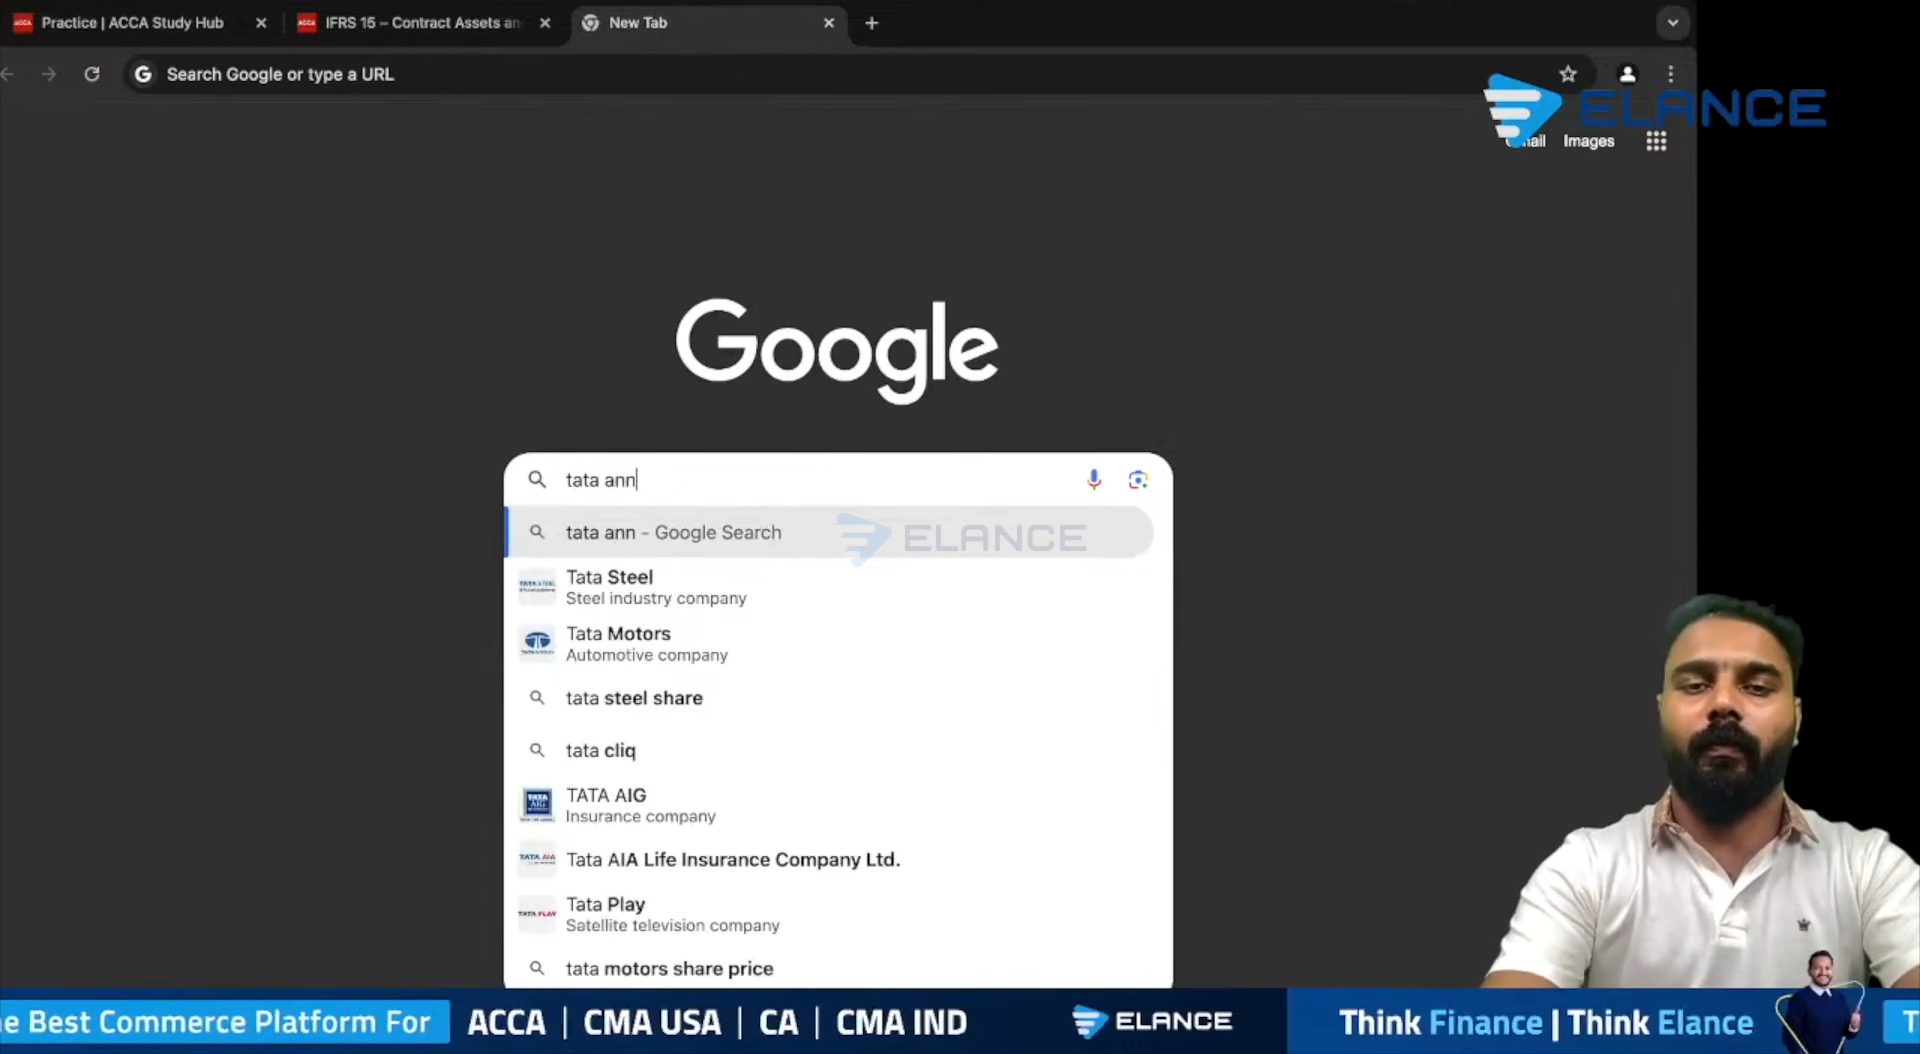 Practice | ACCA Study Hub
IFRS 15 – Contract Assets an
New Tab
Search Google or type a URL
ELANCE
Images
Google
tata ann
tata ann - Google Search
ELANCE
Tata Steel
Steel industry company
Tata Motors
Automotive company
tata steel share
tata cliq
TATA AIG
Insurance company
Tata AIA Life Insurance Company Ltd.
Tata Play
Satellite television company
tata motors share price
e Best Commerce Platform For
ACCA | CMA USA | CA | CMA IND
ELANCE
Think Finance | Think Elance
T